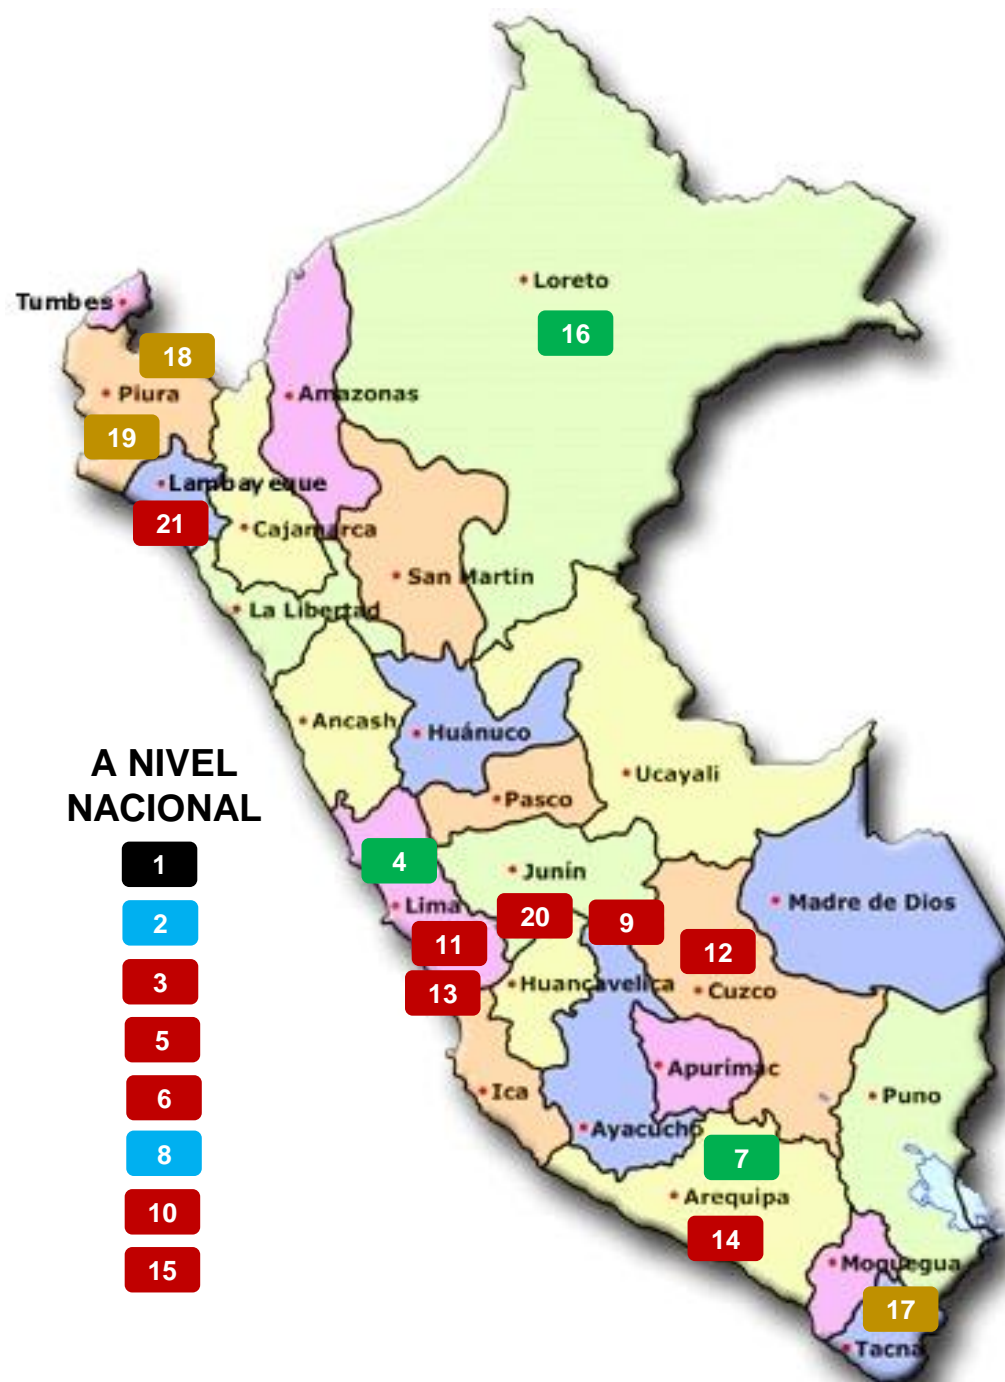 Loreto
16
Tumbes
18
Piura
Amazonas
19
Lambayeque
21
Cajamarca
San Martín
La Libertad
Ancash
Huánuco
Ucayali
Pasco
A NIVEL
NACIONAL
1
2
3
5
6
8
10
15
4
Junín
Lima
20
9
Madre de Dios
11
12
13
Huancavelica
Cuzco
Apurímac
Ica
Puno
Ayacucho
7
Arequipa
14
Moquegua
17
Tacna